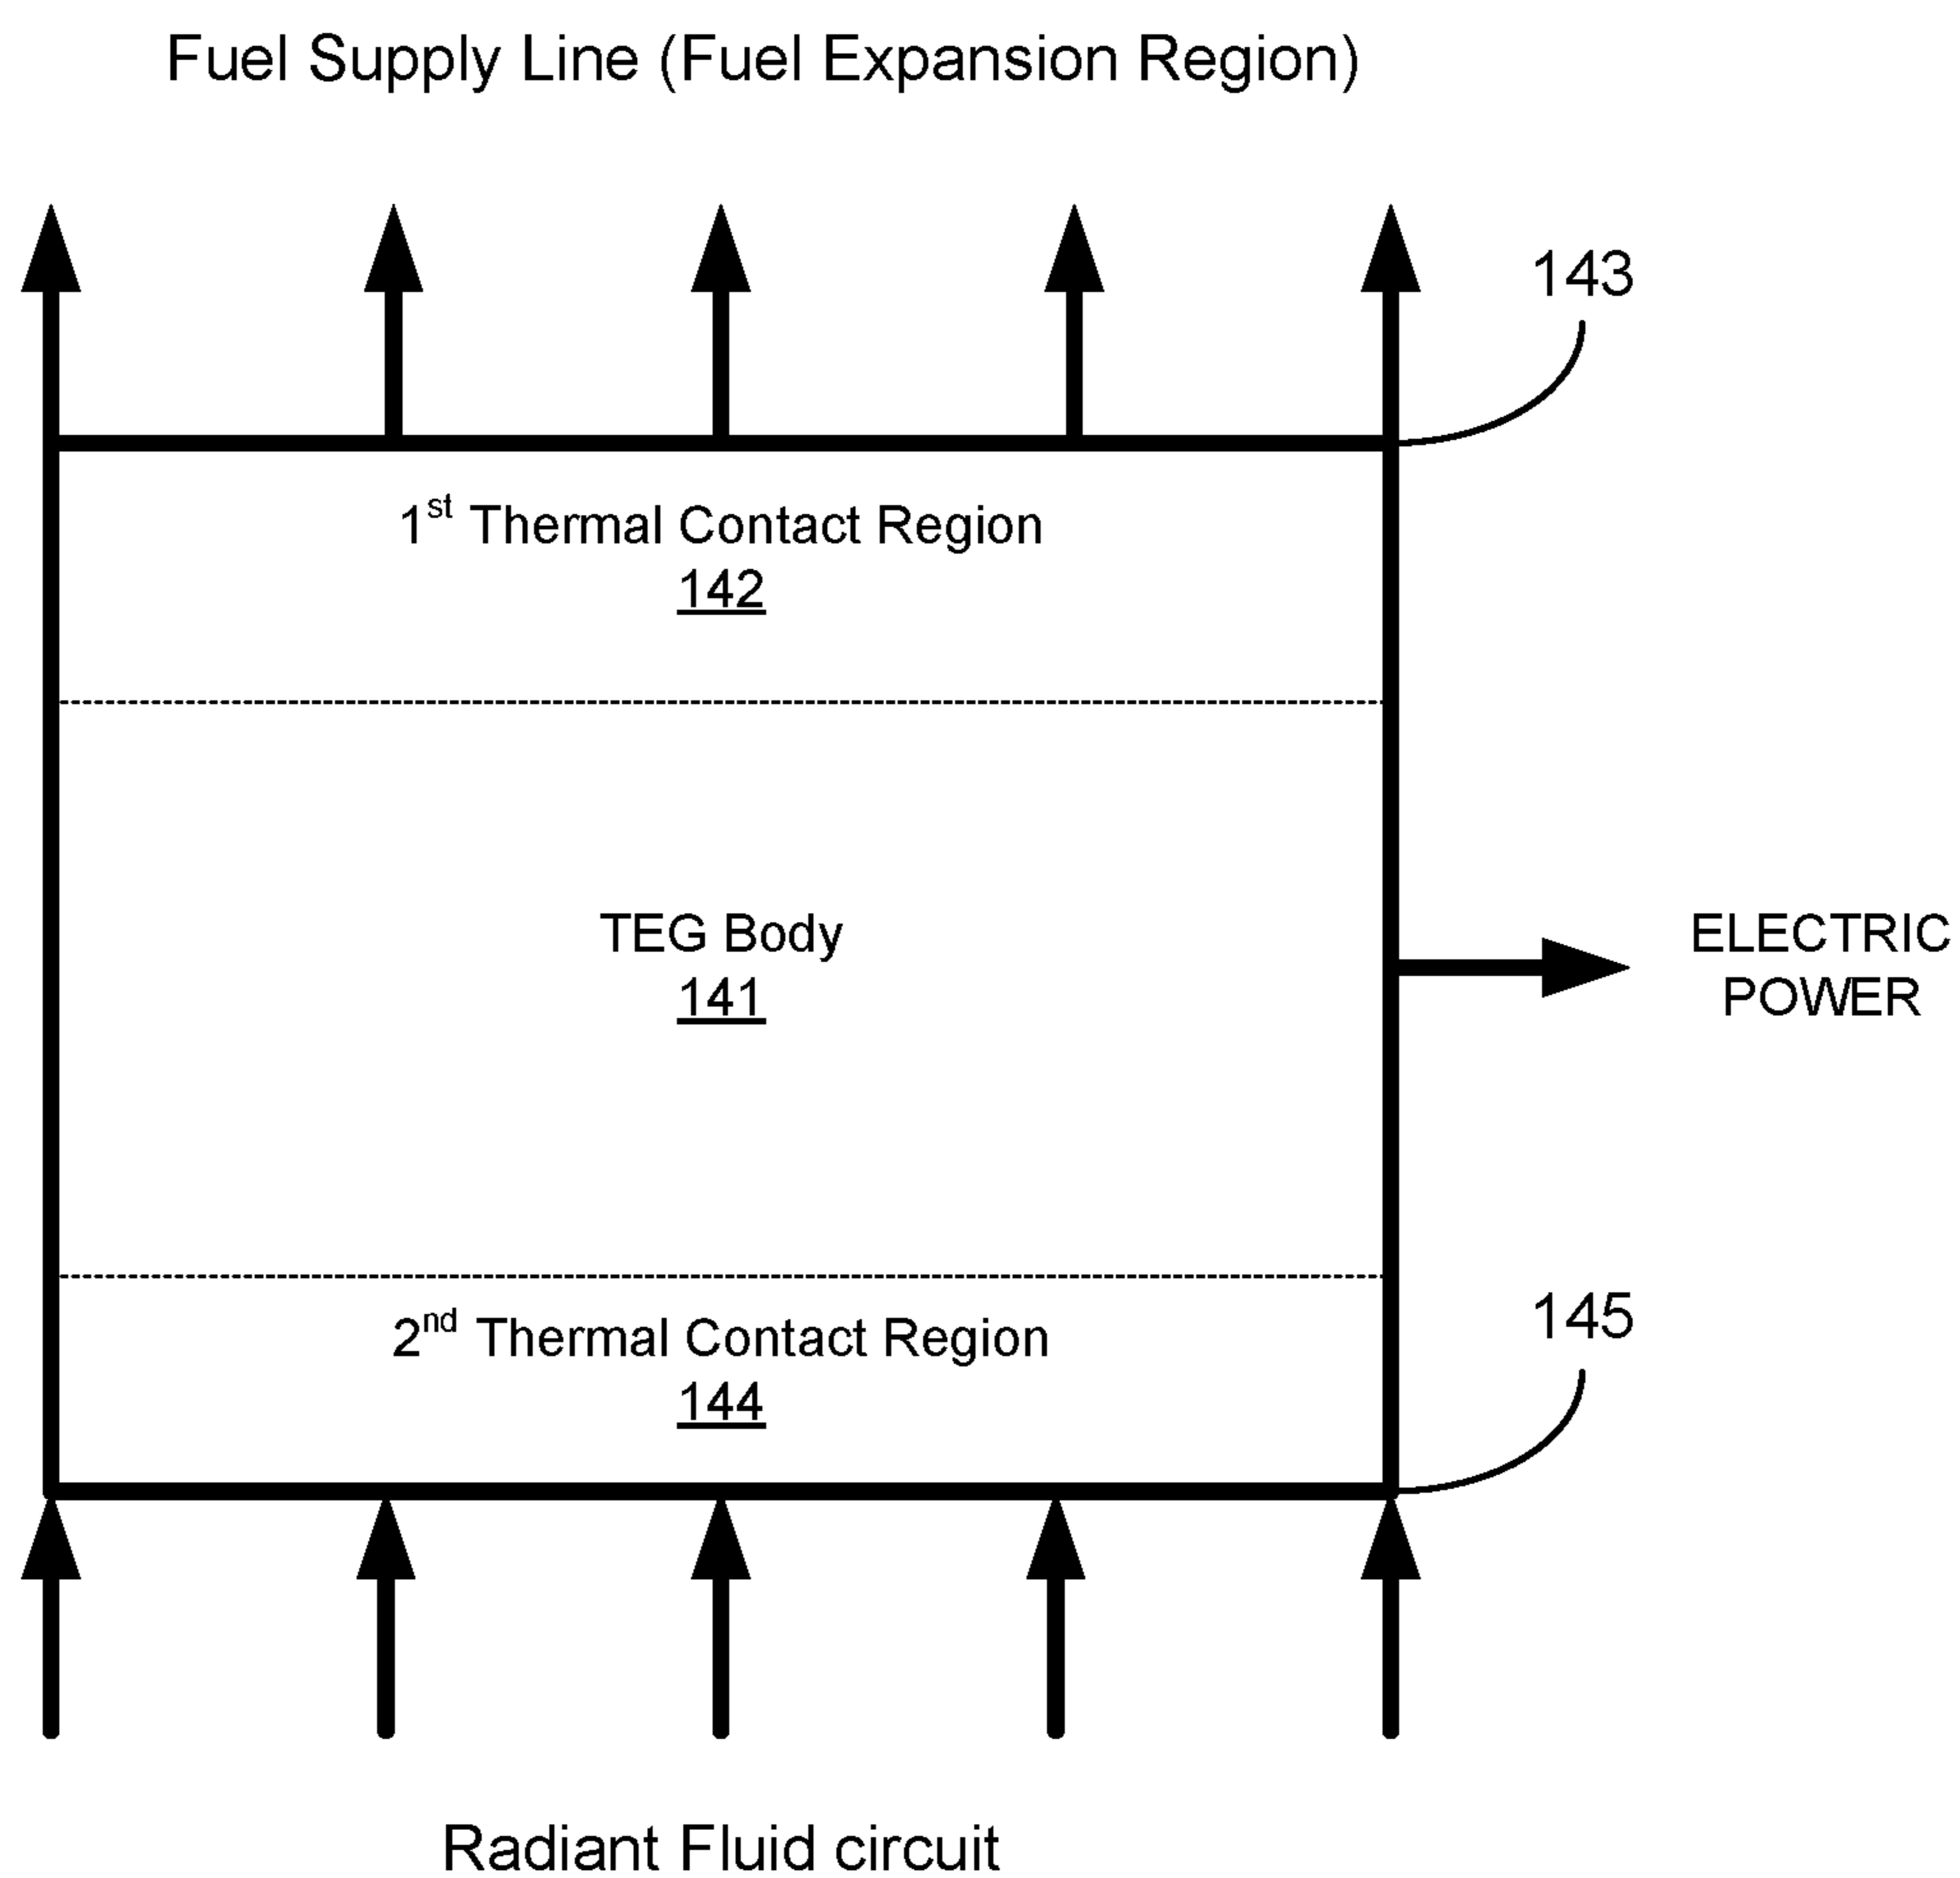 Fuel Supply Line (Fuel Expansion Region)
143
1st Thermal Contact Region
142
TEG Body
141
ELECTRIC
POWER
2nd Thermal Contact Region
144
145
Radiant Fluid circuit